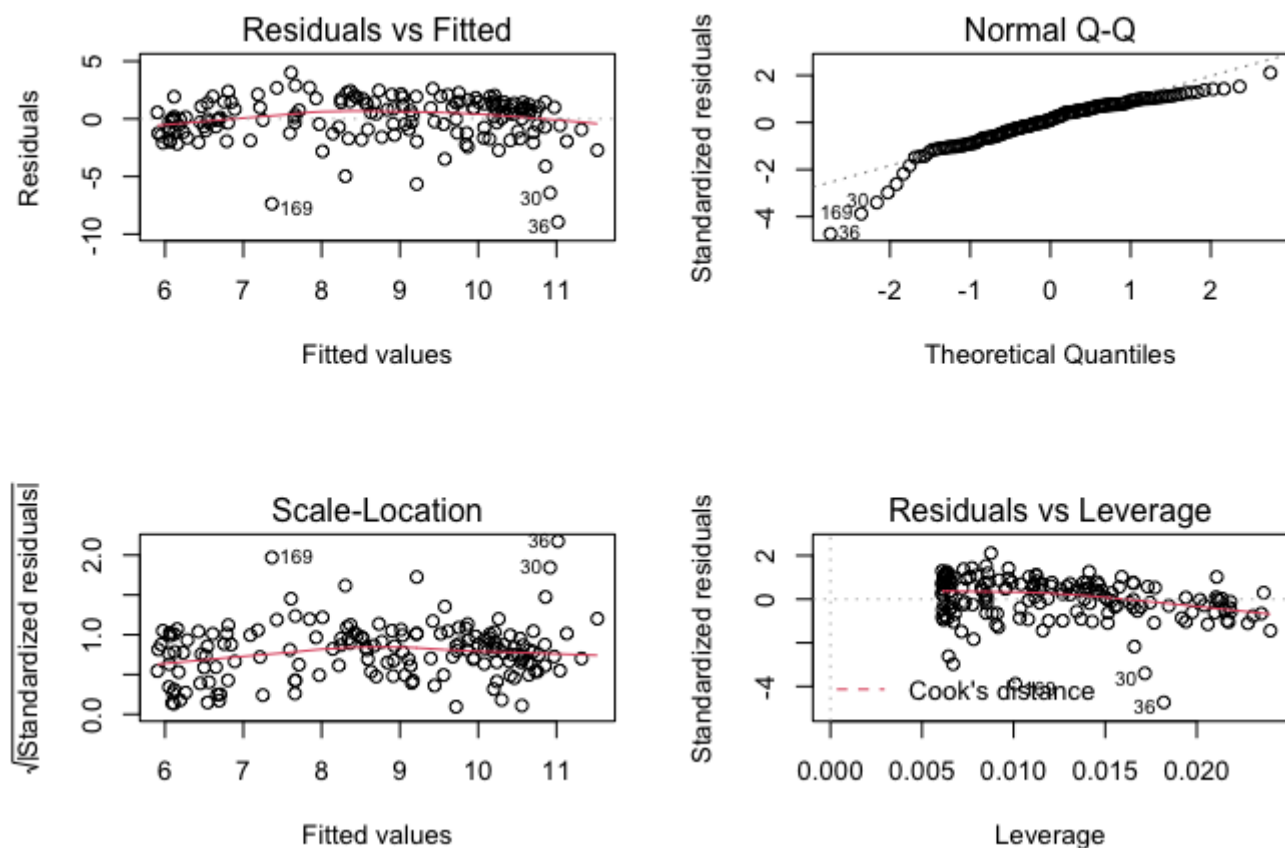 Residuals vs Fitted
Residuals
5
0
-5
-10
169
30
36
6 7 8 9 10 11
Fitted values
Normal Q-Q
Standardized residuals
2
0
-2
-4
30
169
36
-2 -1 0 1 2
Theoretical Quantiles
Scale-Location
√|Standardized residuals|
2.0
1.0
0.0
169
36
30
6 7 8 9 10 11
Fitted values
Residuals vs Leverage
Standardized residuals
2
0
-4
169
30
36
Cook's distance
0.000 0.005 0.010 0.015 0.020
Leverage